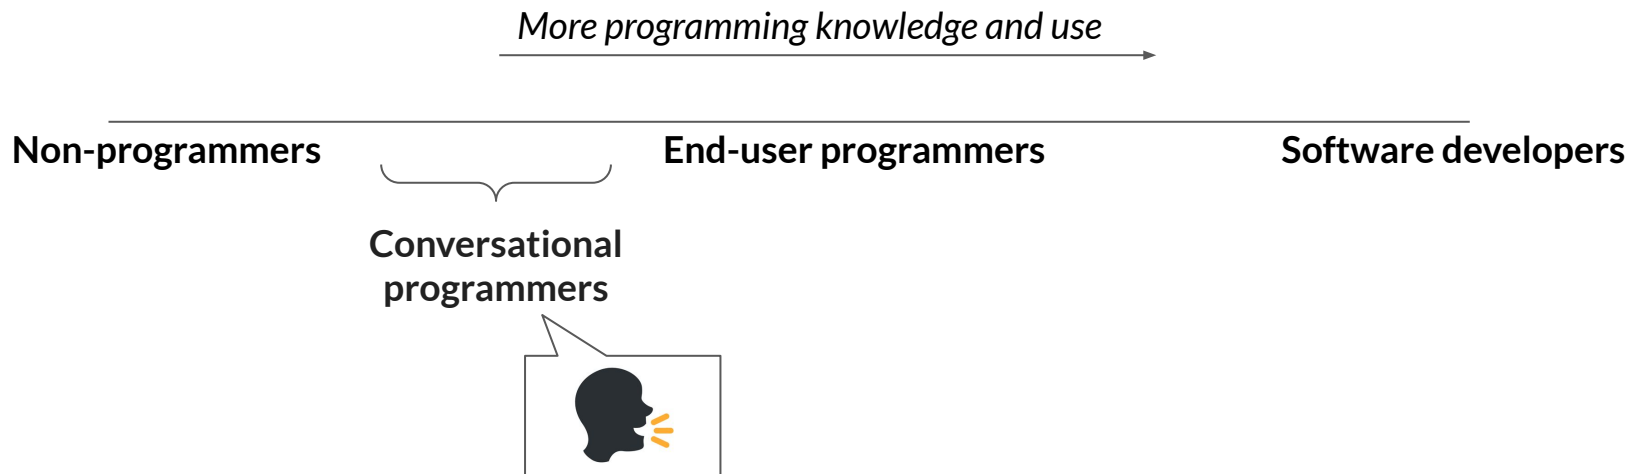 More programming knowledge and use
Non-programmers End-user programmers Software developers
Conversational
programmers